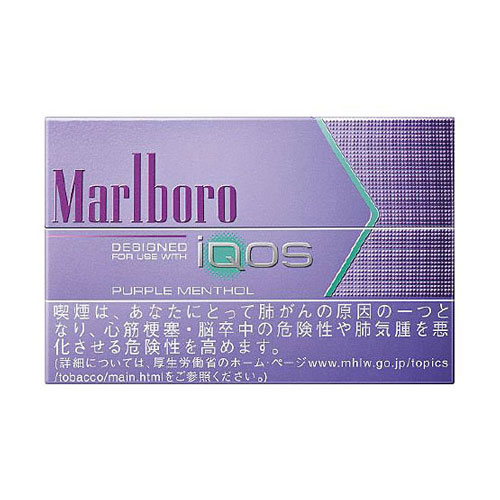 Marlboro
DESIGNED
FOR USE WITH
iQOS
PURPLE MENTHOL
喫煙は、あなたにとって肺がんの原因の一つと
なり、心筋梗塞・脳卒中の危険性や肺気腫を悪
化させる危険性を高めます。
(詳細については、厚生労働省のホーム・ページwww.mhlw.go.jp/topics
/tobacco/main.htmlをご参照ください。)